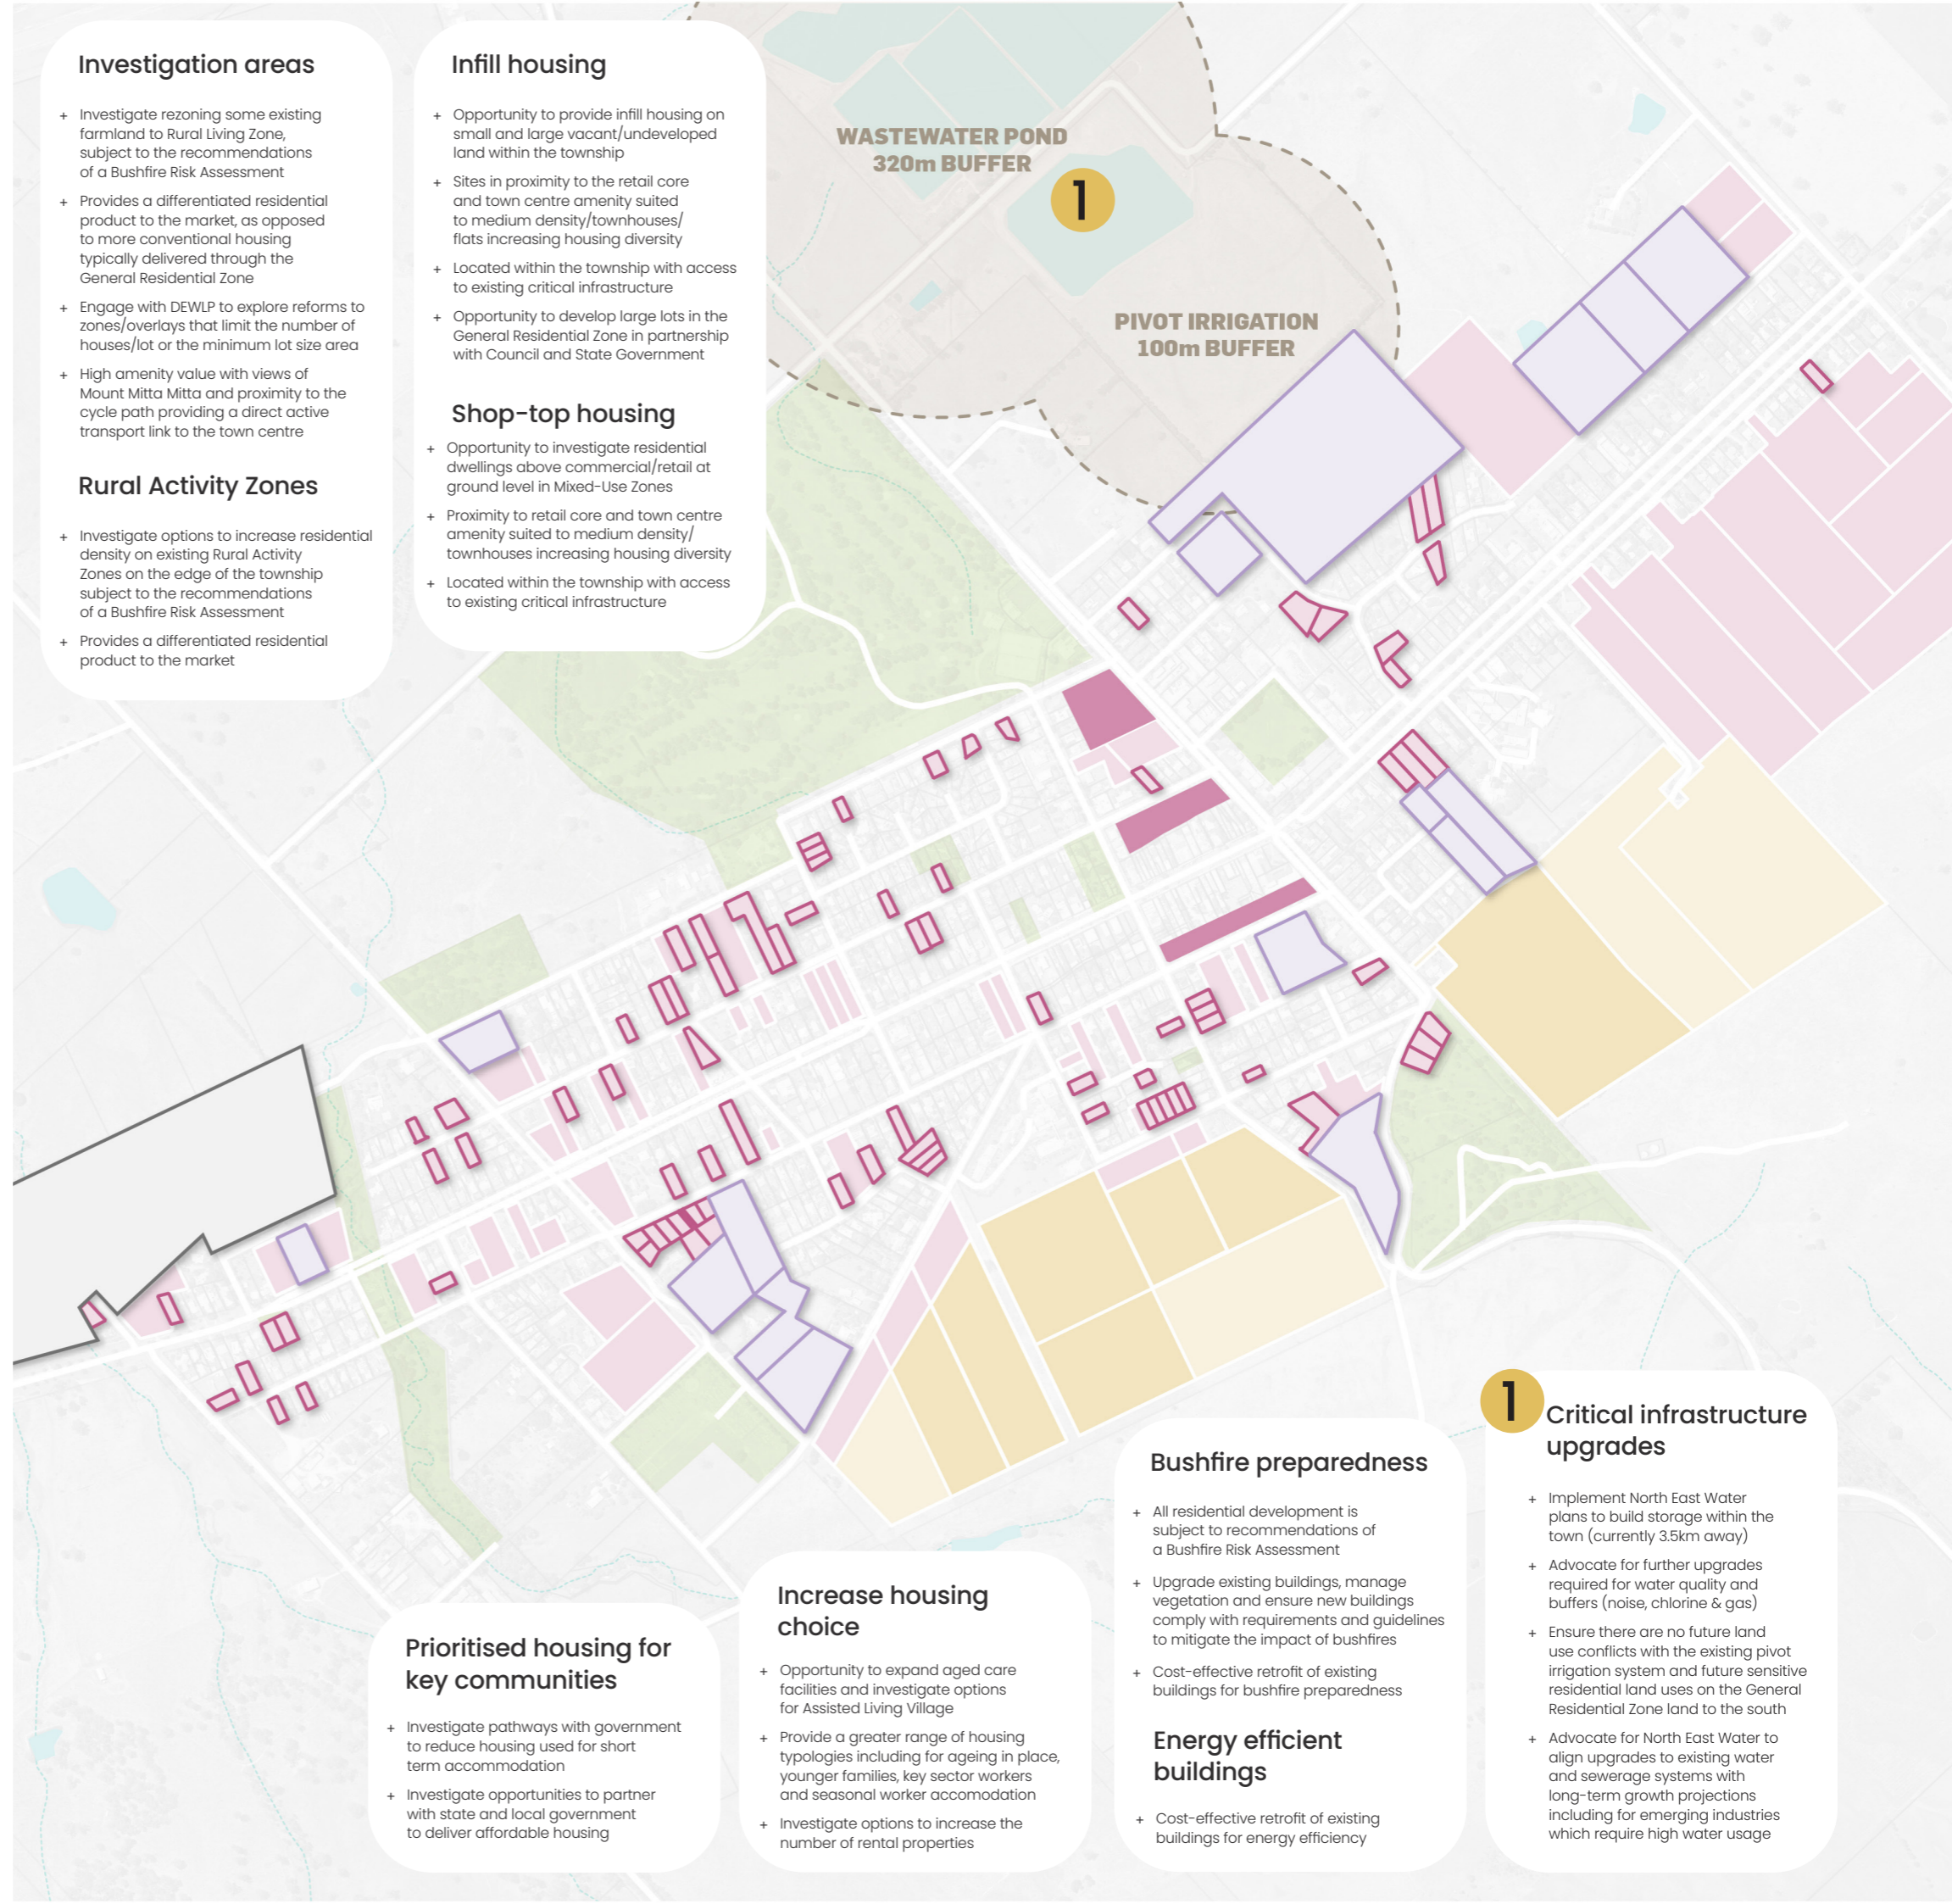 Investigation areas
+ Investigate rezoning some existing
farmland to Rural Living Zone,
subject to the recommendations
of a Bushfire Risk Assessment
+ Provides a differentiated residential
product to the market, as opposed
to more conventional housing
typically delivered through the
General Residential Zone
+ Engage with DEWLP to explore reforms to
zones/overlays that limit the number of
houses/lot or the minimum lot size area
+ High amenity value with views of
Mount Mitta Mitta and proximity to the
cycle path providing a direct active
transport link to the town centre
Rural Activity Zones
+ Investigate options to increase residential
density on existing Rural Activity
Zones on the edge of the township
subject to the recommendations
of a Bushfire Risk Assessment
+ Provides a differentiated residential
product to the market
Infill housing
+ Opportunity to provide infill housing on
small and large vacant/undeveloped
land within the township
+ Sites in proximity to the retail core
and town centre amenity suited
to medium density/townhouses/
flats increasing housing diversity
+ Located within the township with access
to existing critical infrastructure
+ Opportunity to develop large lots in the
General Residential Zone in partnership
with Council and State Government
Shop-top housing
+ Opportunity to investigate residential
dwellings above commercial/retail at
ground level in Mixed-Use Zones
+ Proximity to retail core and town centre
amenity suited to medium density/
townhouses increasing housing diversity
+ Located within the township with access
to existing critical infrastructure
WASTEWATER POND
320m BUFFER
1
PIVOT IRRIGATION
100m BUFFER
Prioritised housing for
key communities
+ Investigate pathways with government
to reduce housing used for short
term accommodation
+ Investigate opportunities to partner
with state and local government
to deliver affordable housing
Increase housing
choice
+ Opportunity to expand aged care
facilities and investigate options
for Assisted Living Village
+ Provide a greater range of housing
typologies including for ageing in place,
younger families, key sector workers
and seasonal worker accomodation
+ Investigate options to increase the
number of rental properties
Bushfire preparedness
+ All residential development is
subject to recommendations of
a Bushfire Risk Assessment
+ Upgrade existing buildings, manage
vegetation and ensure new buildings
comply with requirements and guidelines
to mitigate the impact of bushfires
+ Cost-effective retrofit of existing
buildings for bushfire preparedness
Energy efficient
buildings
+ Cost-effective retrofit of existing
buildings for energy efficiency
1
Critical infrastructure
upgrades
+ Implement North East Water
plans to build storage within the
town (currently 3.5km away)
+ Advocate for further upgrades
required for water quality and
buffers (noise, chlorine & gas)
+ Ensure there are no future land
use conflicts with the existing pivot
irrigation system and future sensitive
residential land uses on the General
Residential Zone land to the south
+ Advocate for North East Water to
align upgrades to existing water
and sewerage systems with
long-term growth projections
including for emerging industries
which require high water usage